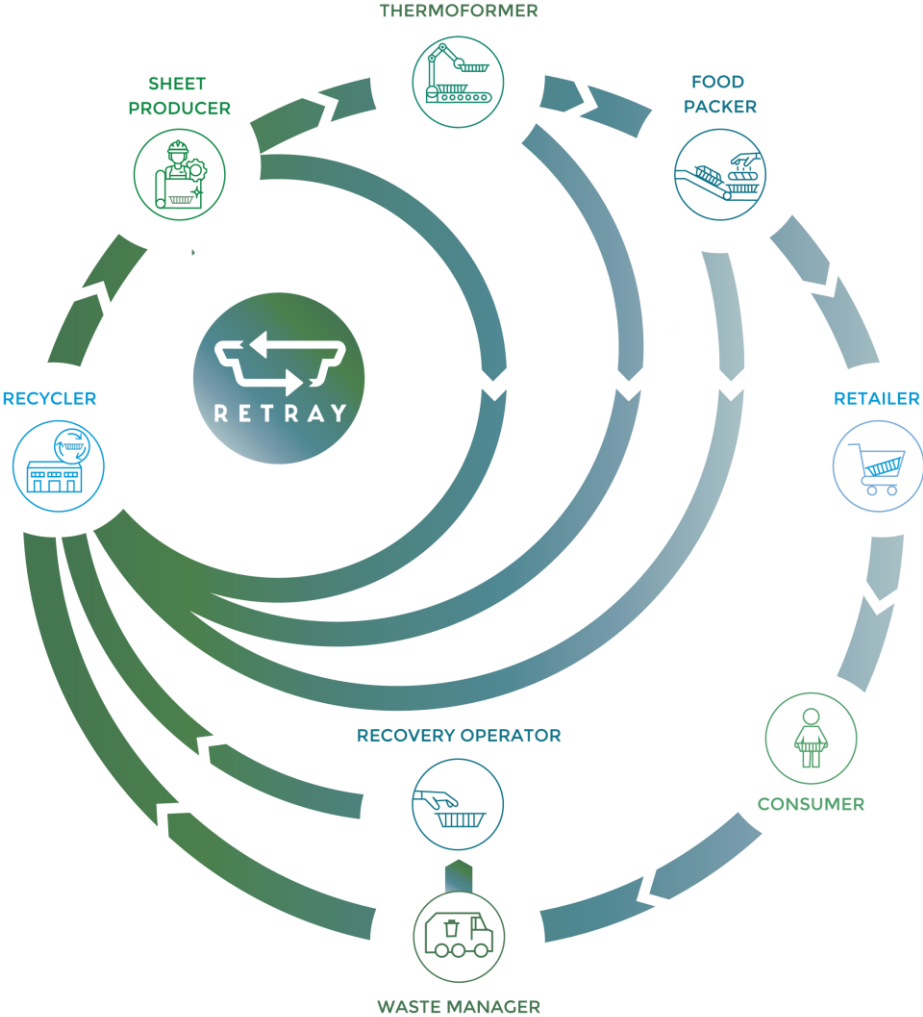 THERMOFORMER
SHEET
PRODUCER
FOOD
PACKER
RETRAY
RECYCLER
RETAILER
RECOVERY OPERATOR
CONSUMER
WASTE MANAGER